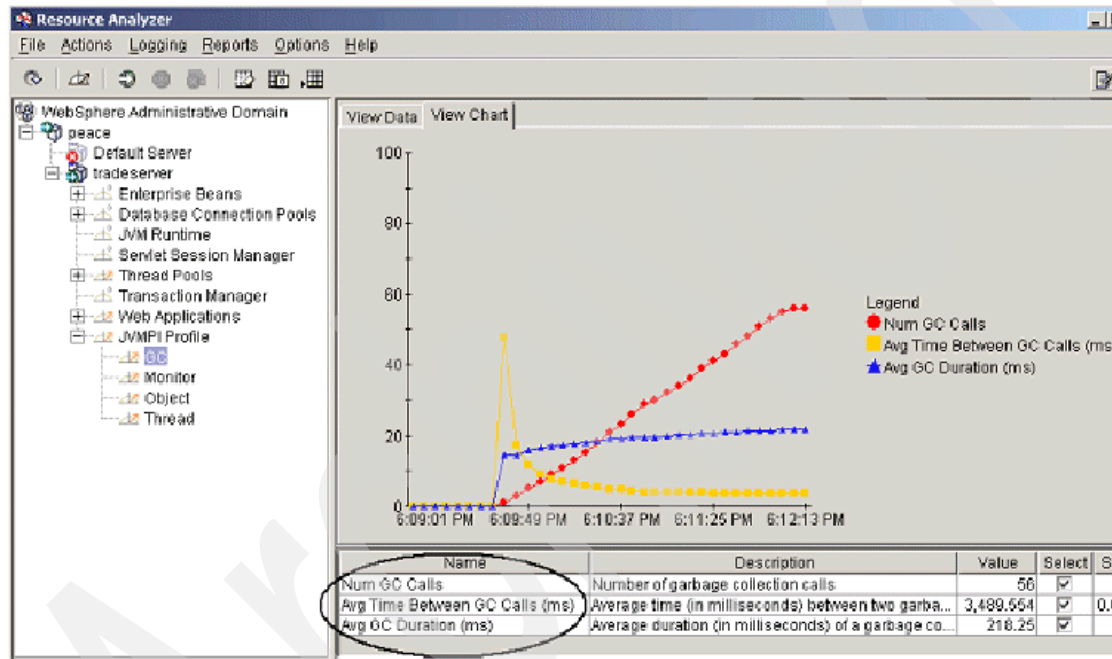 Resource Analyzer
File Actions Logging Reports Options Help
WebSphere Administrative Domain
peace
Default Server
tradeserver
Enterprise Beans
Database Connection Pools
JVM Runtime
Servlet Session Manager
Thread Pools
Transaction Manager
Web Applications
JVMPI Profile
GC
Monitor
Object
Thread
View Data View Chart
100
80
60
40
20
0
6:09:01 PM 6:09:49 PM 6:10:37 PM 6:11:25 PM 6:12:13 PM
Legend
Num GC Calls
Avg Time Between GC Calls (ms
Avg GC Duration (ms)
Name Description Value Select S
Num GC Calls Number of garbage collection calls 56
Avg Time Between GC Calls (ms) Average time (in milliseconds) between two garba... 3,489.554 0.
Avg GC Duration (ms) Average duration (in milliseconds) of a garbage co... 218.25